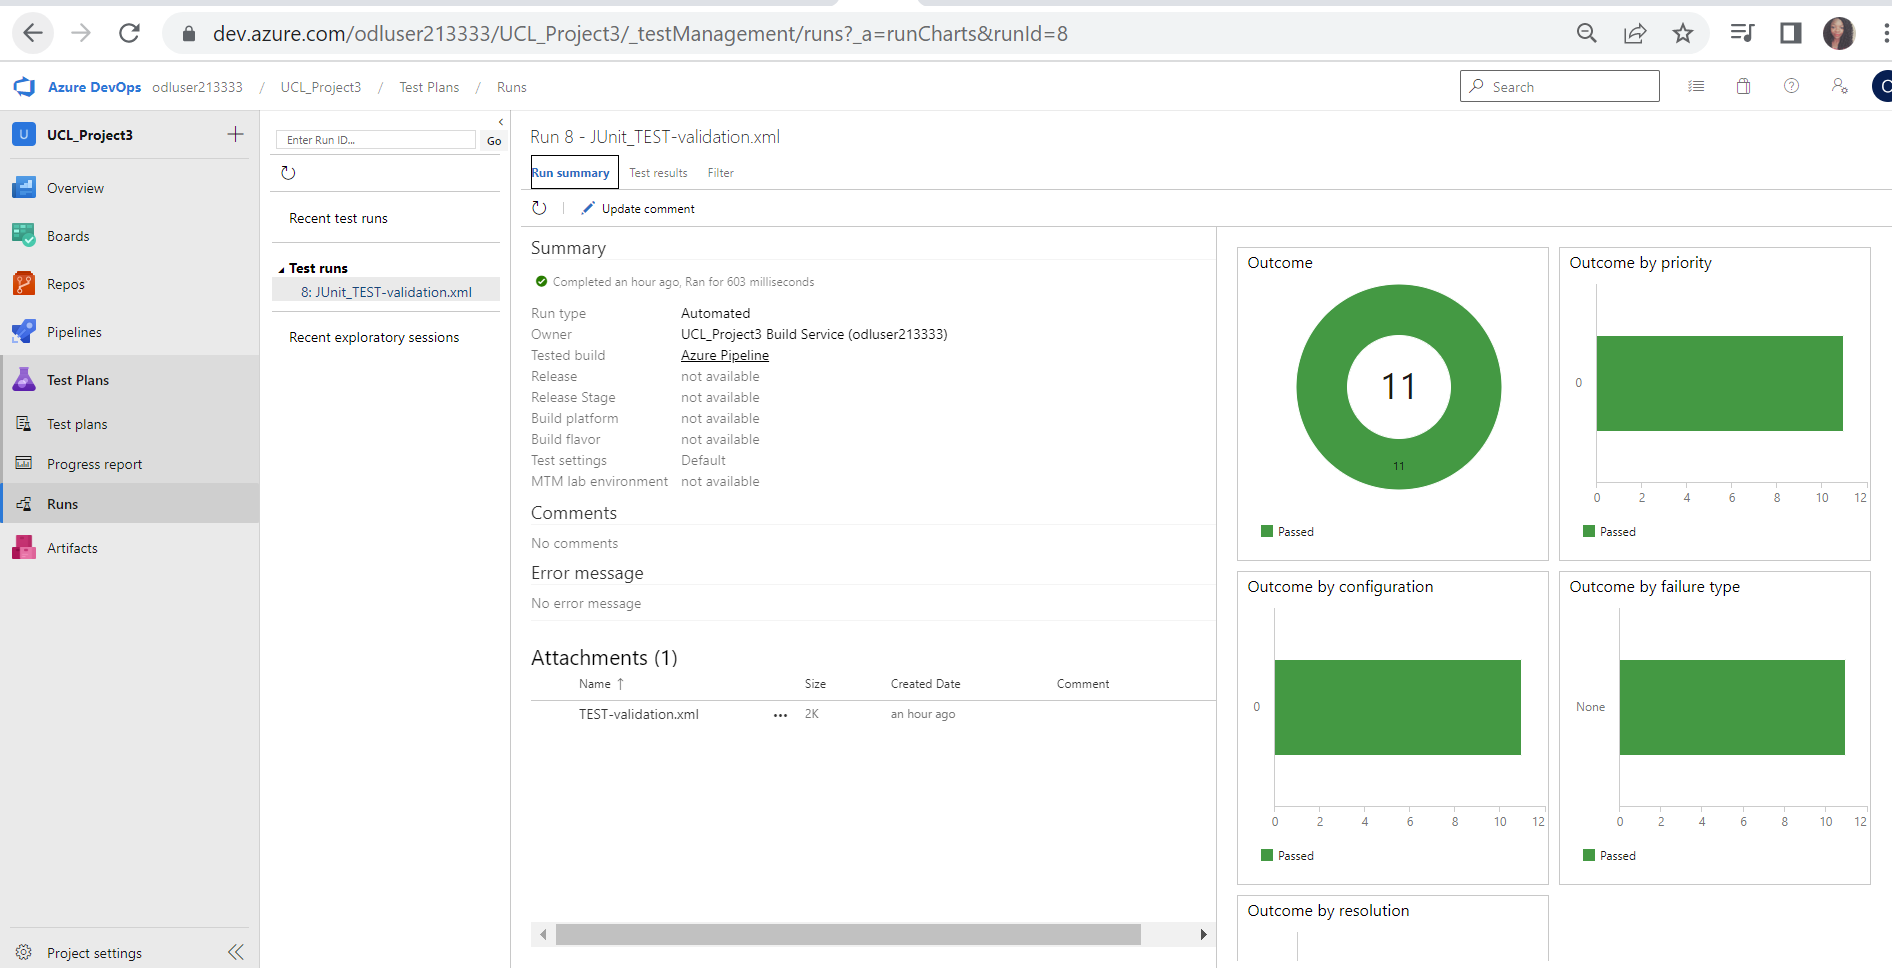 dev.azure.com/odluser213333/UCL_Project3/_testManagement/runs?_a=runCharts&runId=8
Azure DevOps odluser213333 / UCL_Project3 / Test Plans / Runs
Search
U UCL_Project3
Overview
Boards
Repos
Pipelines
Test Plans
Test plans
Progress report
Runs
Artifacts
Project settings
Enter Run ID...
Go
Recent test runs
Test runs
8: JUnit_TEST-validation.xml
Recent exploratory sessions
Run 8 - JUnit_TEST-validation.xml
Run summary Test results Filter
Update comment
Summary
Completed an hour ago, Ran for 603 milliseconds
Run type Automated
Owner UCL_Project3 Build Service (odluser213333)
Tested build Azure Pipeline
Release not available
Release Stage not available
Build platform not available
Build flavor not available
Test settings Default
MTM lab environment not available
Comments
No comments
Error message
No error message
Attachments (1)
Name ↑ Size Created Date Comment
TEST-validation.xml ... 2K an hour ago
Outcome
11
11
Passed
Outcome by priority
0
0 2 4 6 8 10 12
Passed
Outcome by configuration
0
0 2 4 6 8 10 12
Passed
Outcome by failure type
None
0 2 4 6 8 10 12
Passed
Outcome by resolution